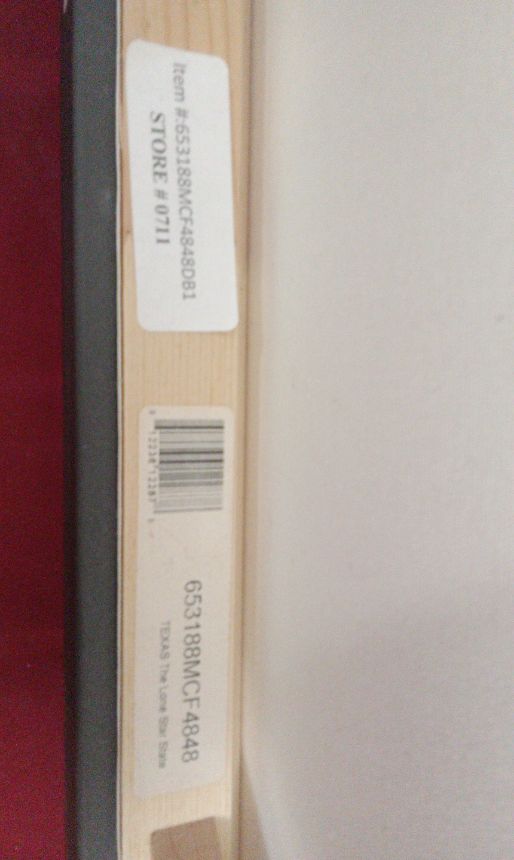 Item #:653188MCF4848DB1
STORE # 0711
653188MCF4848
TEXAS The Lone Star State